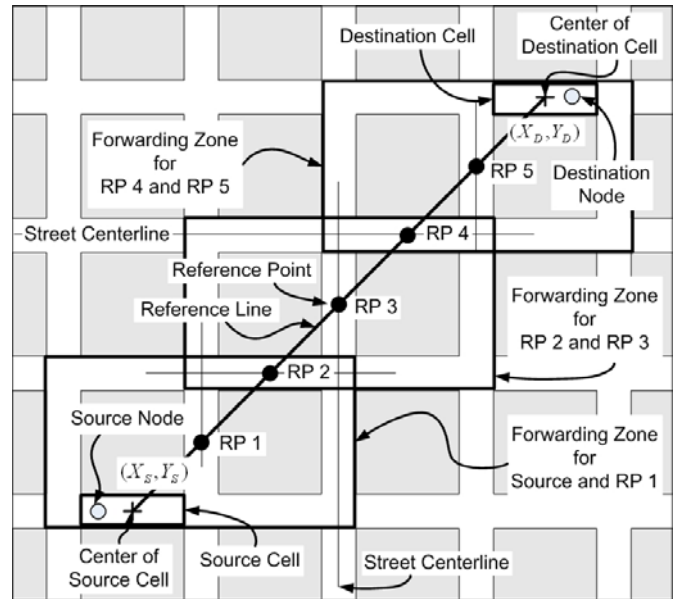 Destination Cell
Center of
Destination Cell
(X_D, Y_D)
Forwarding Zone
for
RP 4 and RP 5
RP 5
Destination
Node
Street Centerline
RP 4
Reference Point
Reference Line
RP 3
Forwarding Zone
for
RP 2 and RP 3
RP 2
Source Node
RP 1
Forwarding Zone
for
Source and RP 1
(X_S, Y_S)
Center of
Source Cell
Source Cell
Street Centerline